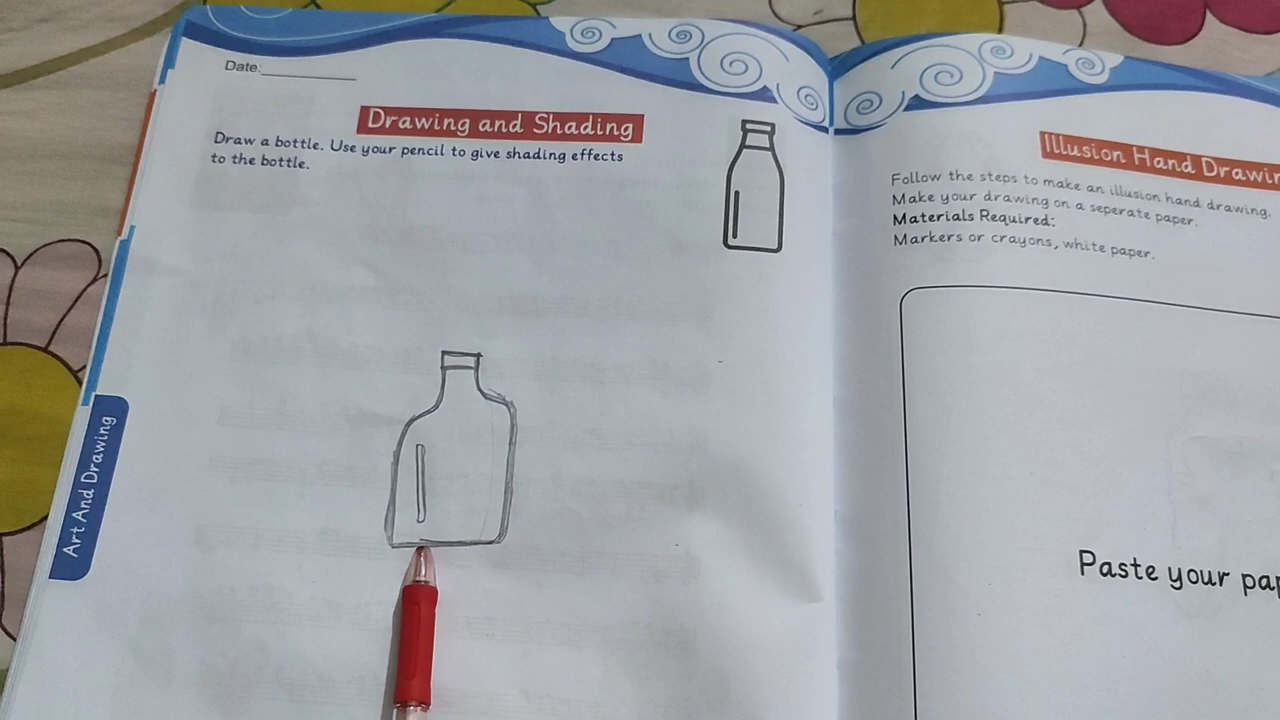 Date:
Drawing and Shading
Draw a bottle. Use your pencil to give shading effects
to the bottle.
Art And Drawing
Illusion Hand Drawin
Follow the steps to make an illusion hand drawing.
Make your drawing on a seperate paper.
Materials Required:
Markers or crayons, white paper.
Paste your pap